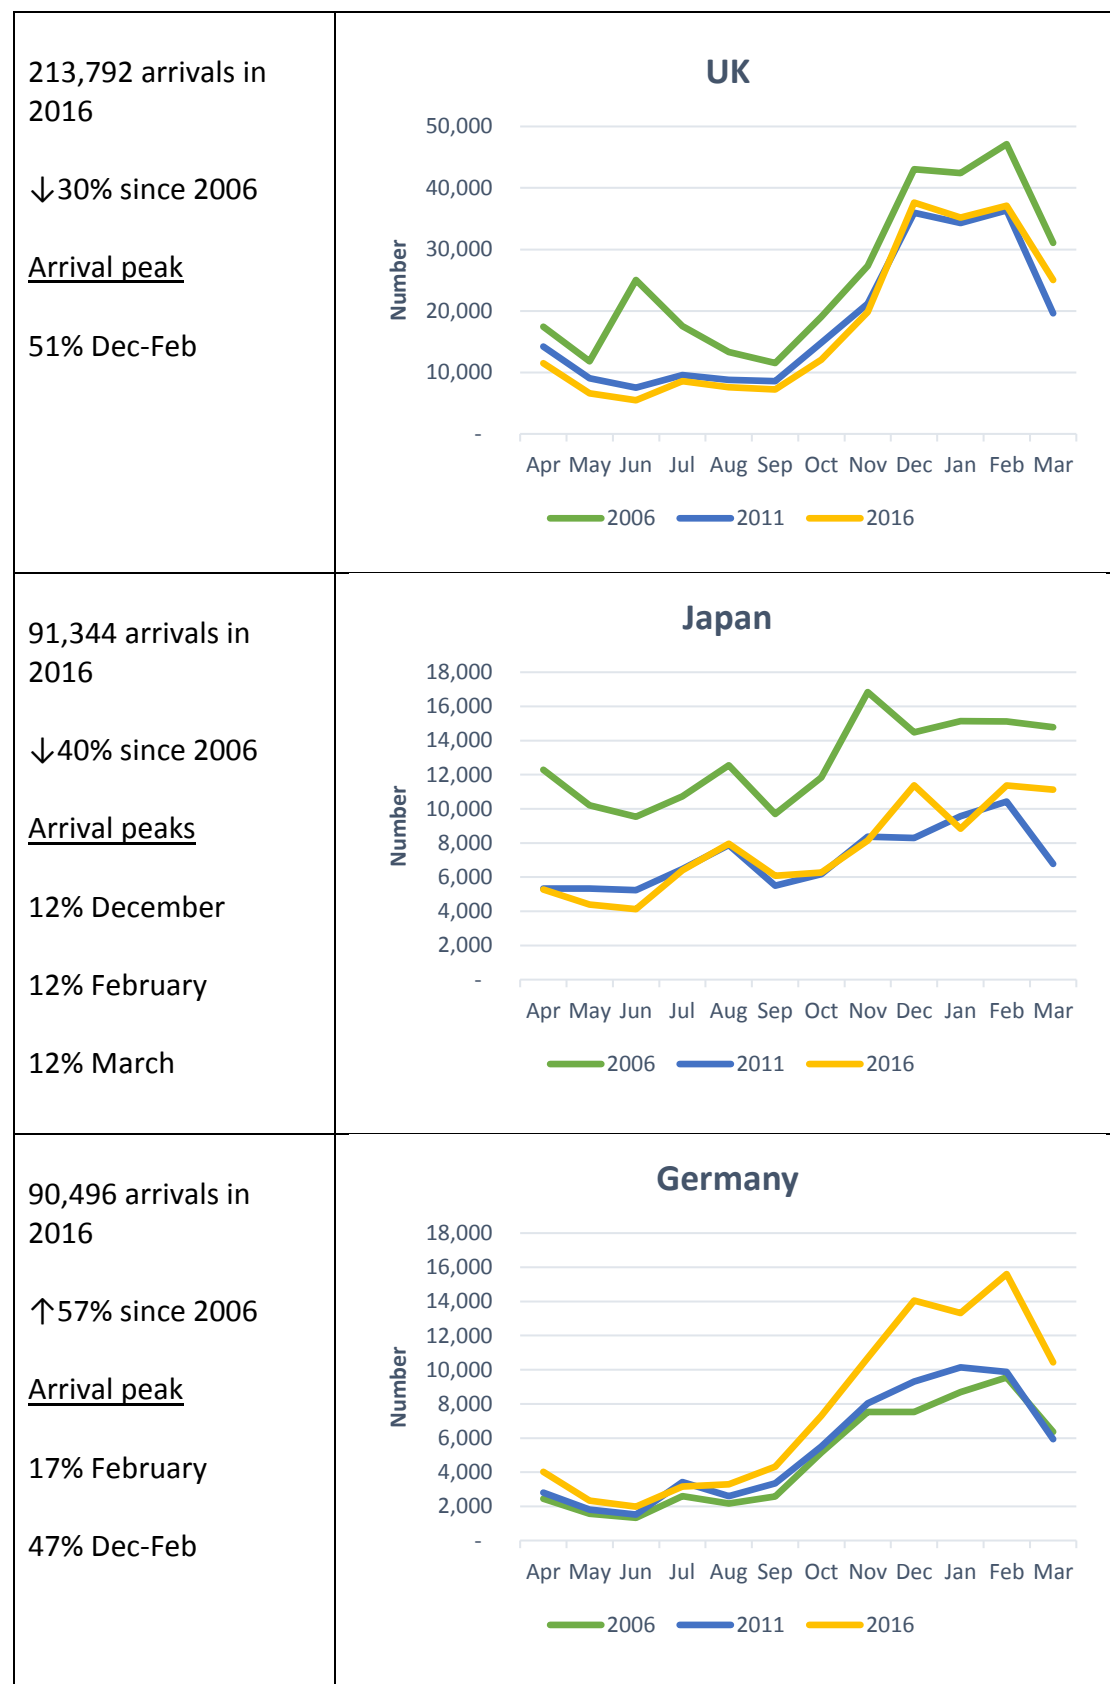 213,792 arrivals in
2016
↓30% since 2006
Arrival peak
51% Dec-Feb
UK
50,000
40,000
30,000
20,000
10,000
-
Number
Apr May Jun Jul Aug Sep Oct Nov Dec Jan Feb Mar
2006 2011 2016
91,344 arrivals in
2016
↓40% since 2006
Arrival peaks
12% December
12% February
12% March
Japan
18,000
16,000
14,000
12,000
10,000
8,000
6,000
4,000
2,000
-
Number
Apr May Jun Jul Aug Sep Oct Nov Dec Jan Feb Mar
2006 2011 2016
90,496 arrivals in
2016
↑57% since 2006
Arrival peak
17% February
47% Dec-Feb
Germany
18,000
16,000
14,000
12,000
10,000
8,000
6,000
4,000
2,000
-
Number
Apr May Jun Jul Aug Sep Oct Nov Dec Jan Feb Mar
2006 2011 2016